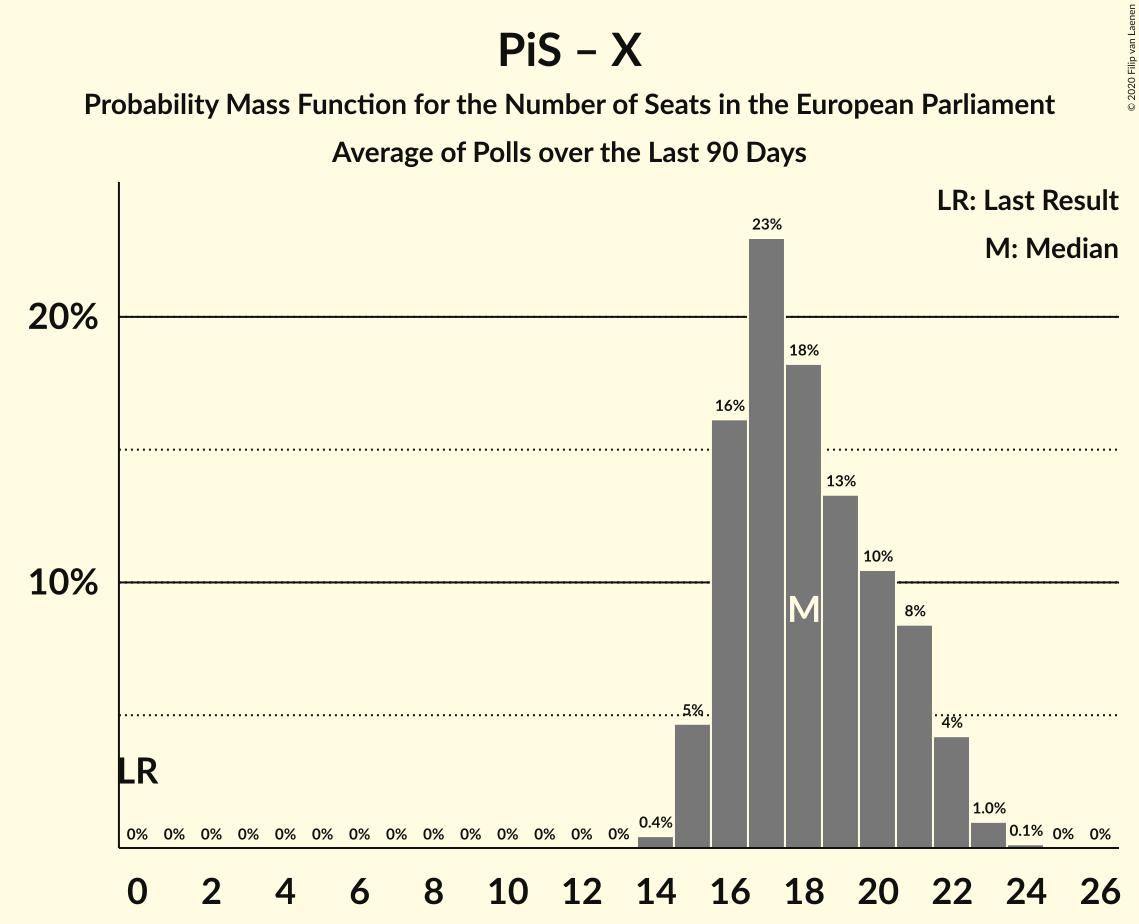 PiS – X
Probability Mass Function for the Number of Seats in the European Parliament
Average of Polls over the Last 90 Days
© 2020 Filip van Laenen
LR: Last Result
M: Median
23%
20%
18%
16%
13%
10%
10%
M
8%
5%
4%
LR
0% 0% 0% 0% 0% 0% 0% 0% 0% 0% 0% 0% 0% 0% 0.4% 1.0% 0.1% 0% 0%
0 2 4 6 8 10 12 14 16 18 20 22 24 26